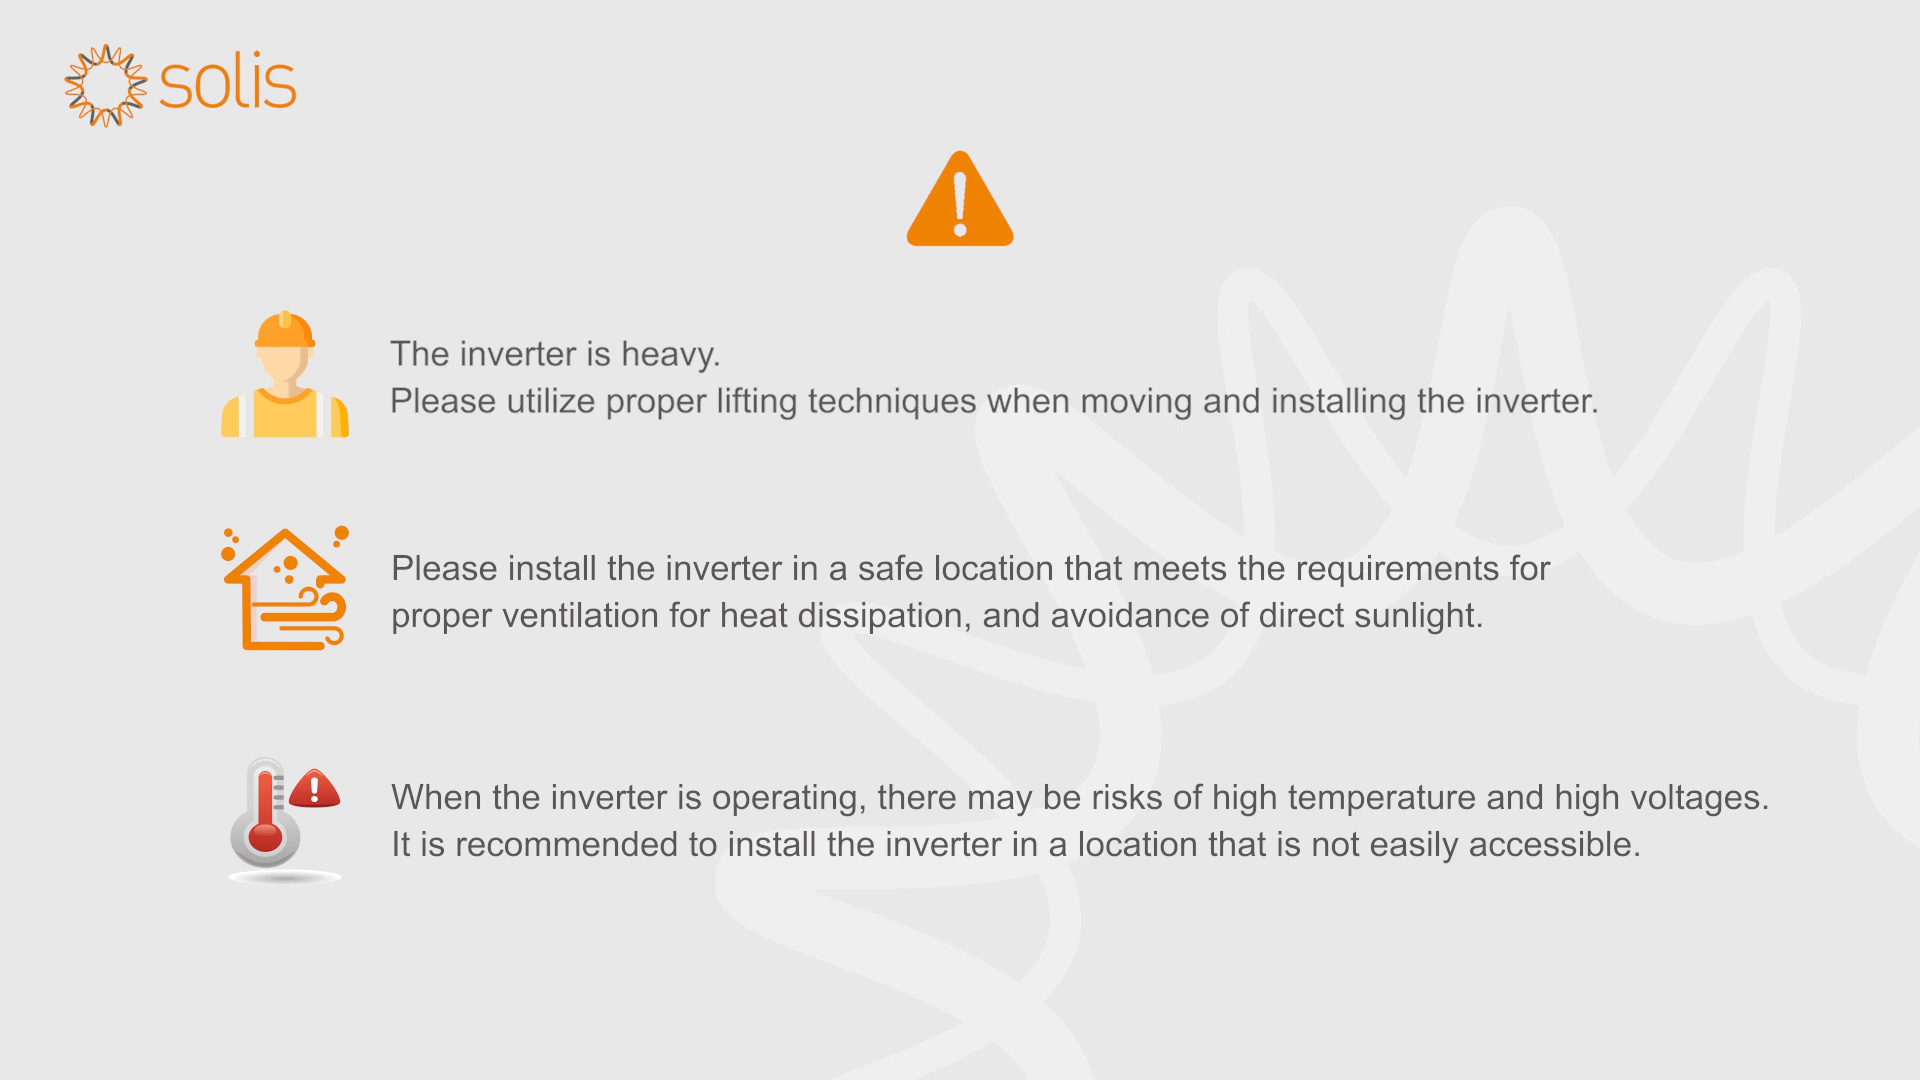 solis
The inverter is heavy.
Please utilize proper lifting techniques when moving and installing the inverter.
Please install the inverter in a safe location that meets the requirements for
proper ventilation for heat dissipation, and avoidance of direct sunlight.
When the inverter is operating, there may be risks of high temperature and high voltages.
It is recommended to install the inverter in a location that is not easily accessible.